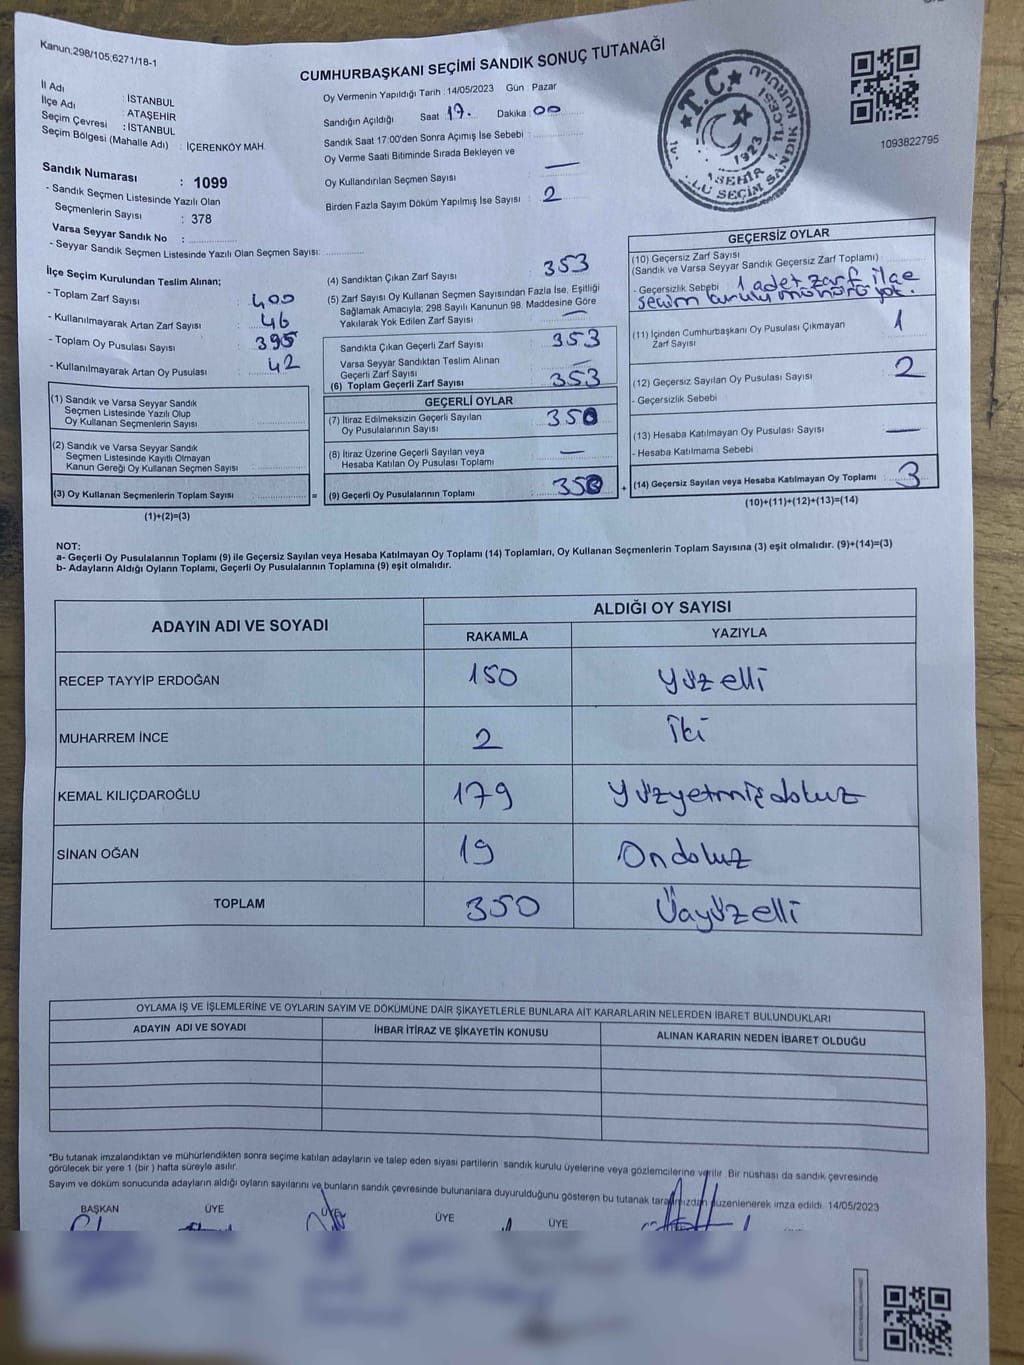 Kanun;298/105,6271/18-1
CUMHURBAŞKANI SEÇİMİ SANDIK SONUÇ TUTANAĞI
İl Adı : İSTANBUL
İlçe Adı : ATAŞEHİR
Seçim Çevresi : İSTANBUL
Seçim Bölgesi (Mahalle Adı) : İÇERENKÖY MAH.
Sandık Numarası : 1099
- Sandık Seçmen Listesinde Yazılı Olan
Seçmenlerin Sayısı : 378
Varsa Seyyar Sandık No :
- Seyyar Sandık Seçmen Listesinde Yazılı Olan Seçmen Sayısı:
Oy Vermenin Yapıldığı Tarih : 14/05/2023 Gün : Pazar
Sandığın Açıldığı Saat 17. Dakika : 00
Sandık Saat 17:00'den Sonra Açımış İse Sebebi :
Oy Verme Saati Bitiminde Sırada Bekleyen ve
Oy Kullandırılan Seçmen Sayısı : —
Birden Fazla Sayım Döküm Yapılmış İse Sayısı : 2
T.C.
1923
1093822795
İlçe Seçim Kurulundan Teslim Alınan;
- Toplam Zarf Sayısı : 400
- Kullanılmayarak Artan Zarf Sayısı : 46
- Toplam Oy Pusulası Sayısı : 395
- Kullanılmayarak Artan Oy Pusulası : 42
(1) Sandık ve Varsa Seyyar Sandık
Seçmen Listesinde Yazılı Olup
Oy Kullanan Seçmenlerin Sayısı :
(2) Sandık ve Varsa Seyyar Sandık
Seçmen Listesinde Kayıtlı Olmayan
Kanun Gereği Oy Kullanan Seçmen Sayısı :
(3) Oy Kullanan Seçmenlerin Toplam Sayısı : =
(1)+(2)=(3)
(4) Sandıktan Çıkan Zarf Sayısı : 353
(5) Zarf Sayısı Oy Kullanan Seçmen Sayısından Fazla İse, Eşitliği
Sağlamak Amacıyla, 298 Sayılı Kanunun 98. Maddesine Göre
Yakılarak Yok Edilen Zarf Sayısı : —
Sandıkta Çıkan Geçerli Zarf Sayısı : 353
Varsa Seyyar Sandıktan Teslim Alınan
Geçerli Zarf Sayısı : —
(6) Toplam Geçerli Zarf Sayısı : 353
GEÇERLİ OYLAR
(7) İtiraz Edilmeksizin Geçerli Sayılan
Oy Pusulalarının Sayısı : 350
(8) İtiraz Üzerine Geçerli Sayılan veya
Hesaba Katılan Oy Pusulası Toplamı : —
(9) Geçerli Oy Pusulalarının Toplamı : 350 +
GEÇERSİZ OYLAR
(10) Geçersiz Zarf Sayısı :
(Sandık ve Varsa Seyyar Sandık Geçersiz Zarf Toplamı)
- Geçersizlik Sebebi 1 adet zarf ilçe
seçim kurulu mührü yok.
(11) İçinden Cumhurbaşkanı Oy Pusulası Çıkmayan
Zarf Sayısı : 1
(12) Geçersiz Sayılan Oy Pusulası Sayısı : 2
- Geçersizlik Sebebi
(13) Hesaba Katılmayan Oy Pusulası Sayısı : —
- Hesaba Katılmama Sebebi
(14) Geçersiz Sayılan veya Hesaba Katılmayan Oy Toplamı : 3
(10)+(11)+(12)+(13)=(14)
NOT:
a- Geçerli Oy Pusulalarının Toplamı (9) ile Geçersiz Sayılan veya Hesaba Katılmayan Oy Toplamı (14) Toplamları, Oy Kullanan Seçmenlerin Toplam Sayısına (3) eşit olmalıdır. (9)+(14)=(3)
b- Adayların Aldığı Oyların Toplamı, Geçerli Oy Pusulalarının Toplamına (9) eşit olmalıdır.
ADAYIN ADI VE SOYADI
ALDIĞI OY SAYISI
RAKAMLA YAZIYLA
RECEP TAYYİP ERDOĞAN 150 Yüzelli
MUHARREM İNCE 2 İki
KEMAL KILIÇDAROĞLU 179 Yüzyetmişdokuz
SİNAN OĞAN 19 Ondokuz
TOPLAM 350 Üçyüzelli
OYLAMA İŞ VE İŞLEMLERİNE VE OYLARIN SAYIM VE DÖKÜMÜNE DAİR ŞİKAYETLERLE BUNLARA AİT KARARLARIN NELERDEN İBARET BULUNDUKLARI
ADAYIN ADI VE SOYADI İHBAR İTİRAZ VE ŞİKAYETİN KONUSU ALINAN KARARIN NEDEN İBARET OLDUĞU
*Bu tutanak imzalandıktan ve mühürlendikten sonra seçime katılan adayların ve talep eden siyasi partilerin sandık kurulu üyelerine veya gözlemcilerine verilir. Bir nüshası da sandık çevresinde
görülecek bir yere 1 (bir ) hafta süreyle asılır.
Sayım ve döküm sonucunda adayların aldığı oyların sayılarını ve bunların sandık çevresinde bulunanlara duyurulduğunu gösteren bu tutanak tarafımızdan düzenlenerek imza edildi. 14/05/2023
BAŞKAN ÜYE ÜYE ÜYE ÜYE